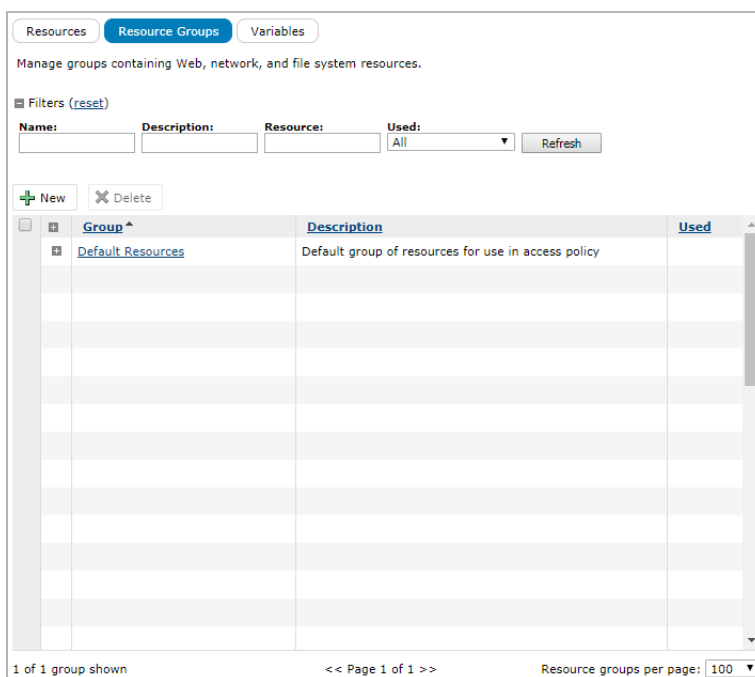 Resources Resource Groups Variables
Manage groups containing Web, network, and file system resources.
Filters (reset)
Name: Description: Resource: Used:
All Refresh
New Delete
Group Description Used
Default Resources Default group of resources for use in access policy
1 of 1 group shown << Page 1 of 1 >> Resource groups per page: 100